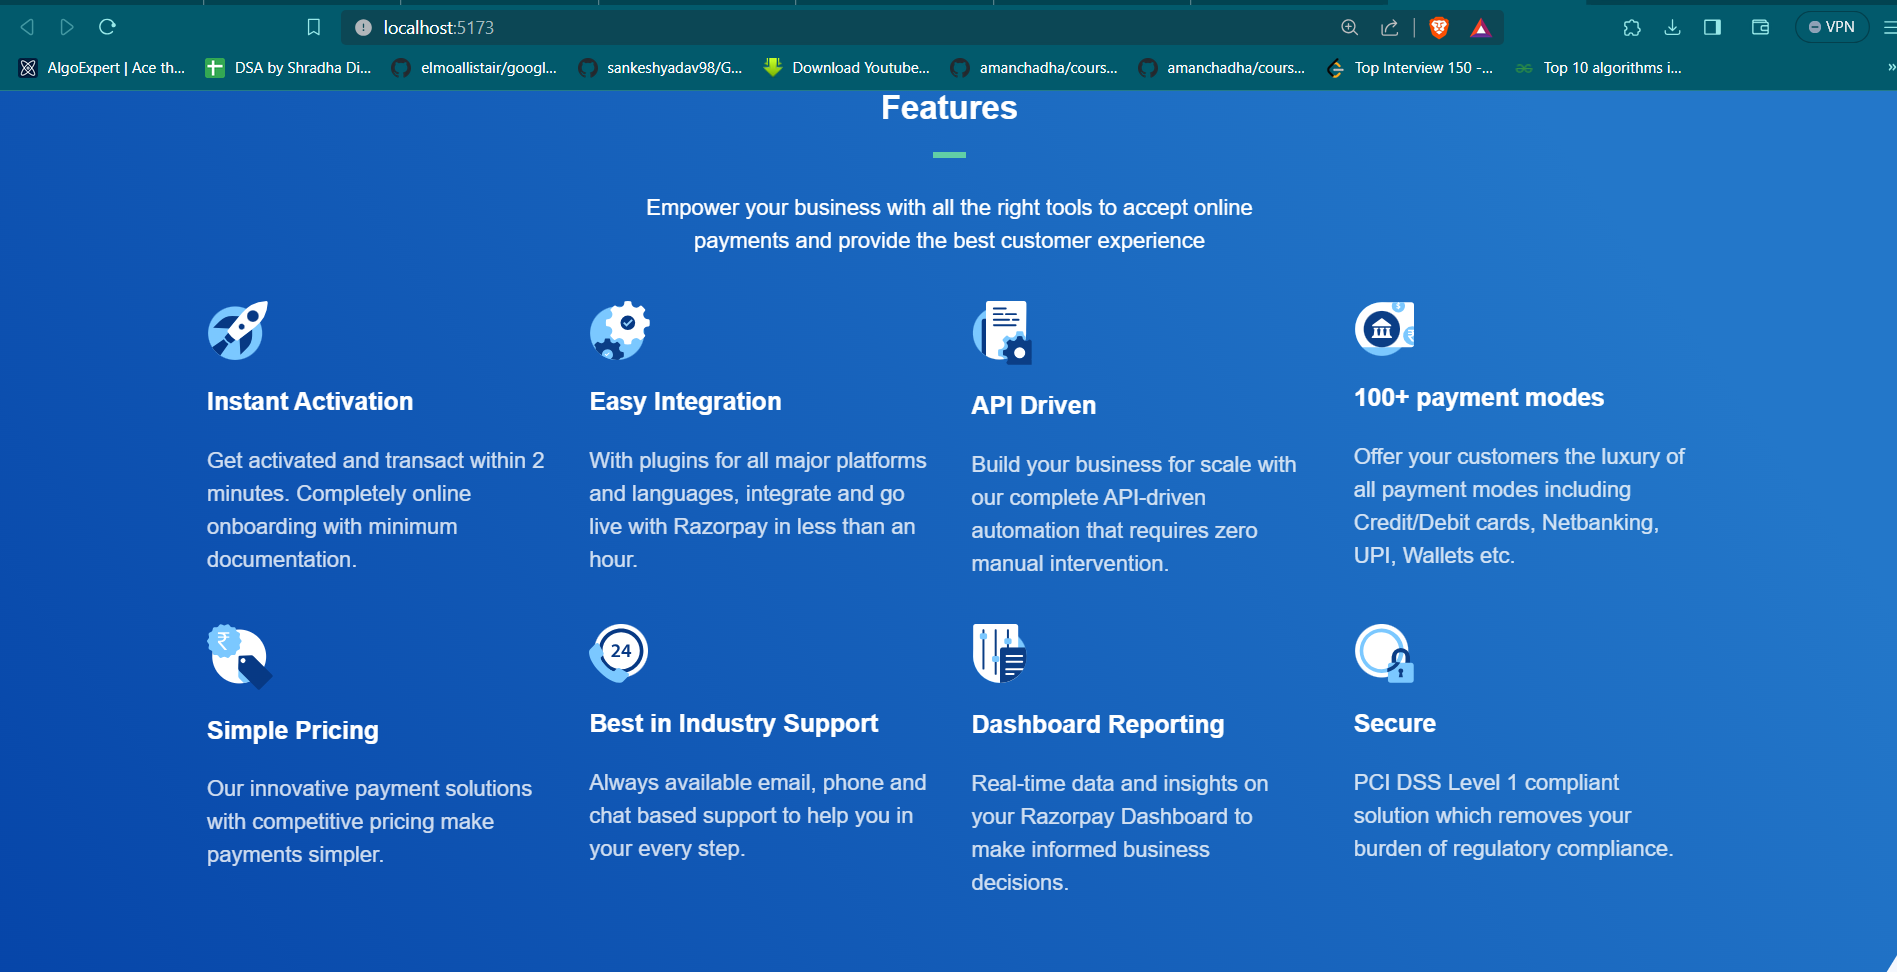 localhost:5173
VPN
AlgoExpert | Ace th...
DSA by Shradha Di...
elmoallistair/googl...
sankeshyadav98/G...
Download Youtube...
amanchadha/cours...
amanchadha/cours...
Top Interview 150 -...
Top 10 algorithms i...
»
Features
Empower your business with all the right tools to accept online
payments and provide the best customer experience
Instant Activation
Get activated and transact within 2
minutes. Completely online
onboarding with minimum
documentation.
Easy Integration
With plugins for all major platforms
and languages, integrate and go
live with Razorpay in less than an
hour.
API Driven
Build your business for scale with
our complete API-driven
automation that requires zero
manual intervention.
100+ payment modes
Offer your customers the luxury of
all payment modes including
Credit/Debit cards, Netbanking,
UPI, Wallets etc.
₹
Simple Pricing
Our innovative payment solutions
with competitive pricing make
payments simpler.
24
Best in Industry Support
Always available email, phone and
chat based support to help you in
your every step.
Dashboard Reporting
Real-time data and insights on
your Razorpay Dashboard to
make informed business
decisions.
Secure
PCI DSS Level 1 compliant
solution which removes your
burden of regulatory compliance.